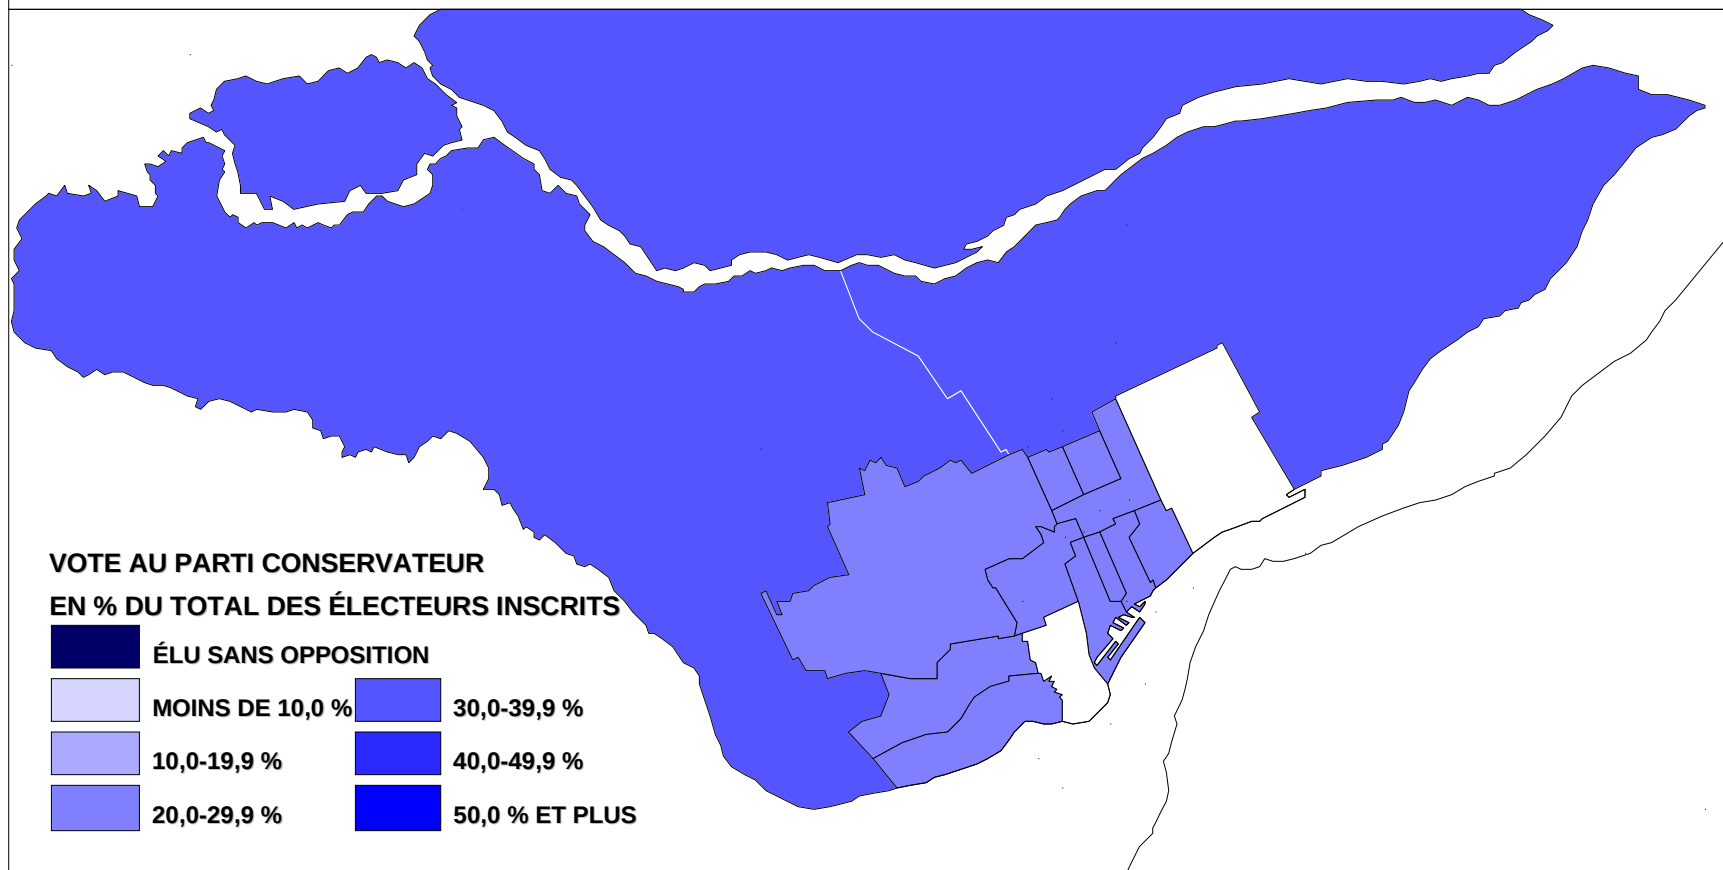 VOTE AU PARTI CONSERVATEUR
EN % DU TOTAL DES ÉLECTEURS INSCRITS
ÉLU SANS OPPOSITION
MOINS DE 10,0 %
10,0-19,9 %
20,0-29,9 %
30,0-39,9 %
40,0-49,9 %
50,0 % ET PLUS